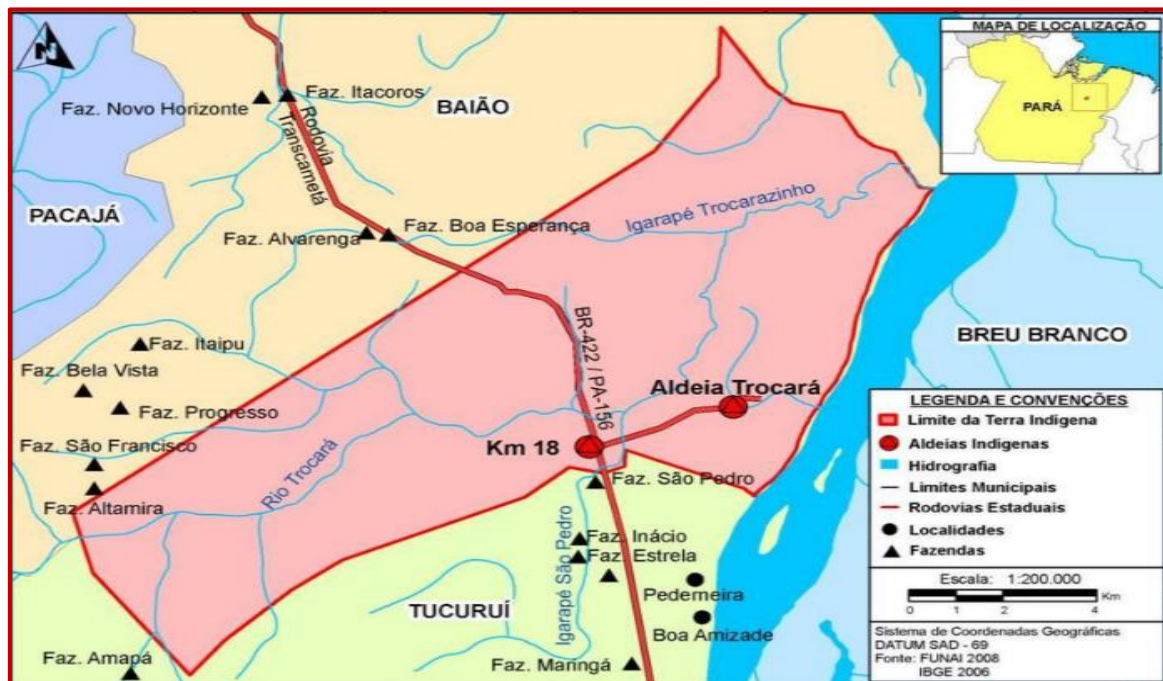 MAPA DE LOCALIZAÇÃO
PARÁ
N
Faz. Novo Horizonte
Faz. Itacoros
BAIÃO
Rodovia
Transcametá
PACAJÁ
Faz. Alvarenga
Faz. Boa Esperança
Igarapé Trocarazinho
BREU BRANCO
Faz. Itaipu
Faz. Bela Vista
Faz. Progresso
Faz. São Francisco
Faz. Altamira
Rio Trocará
BR-422 / PA-156
Aldeia Trocará
Km 18
Faz. São Pedro
Igarapé São Pedro
Faz. Inácio
Faz. Estrela
Pederneira
Boa Amizade
TUCURUÍ
Faz. Amapá
Faz. Maringá
LEGENDA E CONVENÇÕES
Limite da Terra Indígena
Aldeias Indígenas
Hidrografia
Limites Municipais
Rodovias Estaduais
Localidades
Fazendas
Escala: 1:200.000
0 1 2 4 Km
Sistema de Coordenadas Geográficas
DATUM SAD - 69
Fonte: FUNAI 2008
IBGE 2006